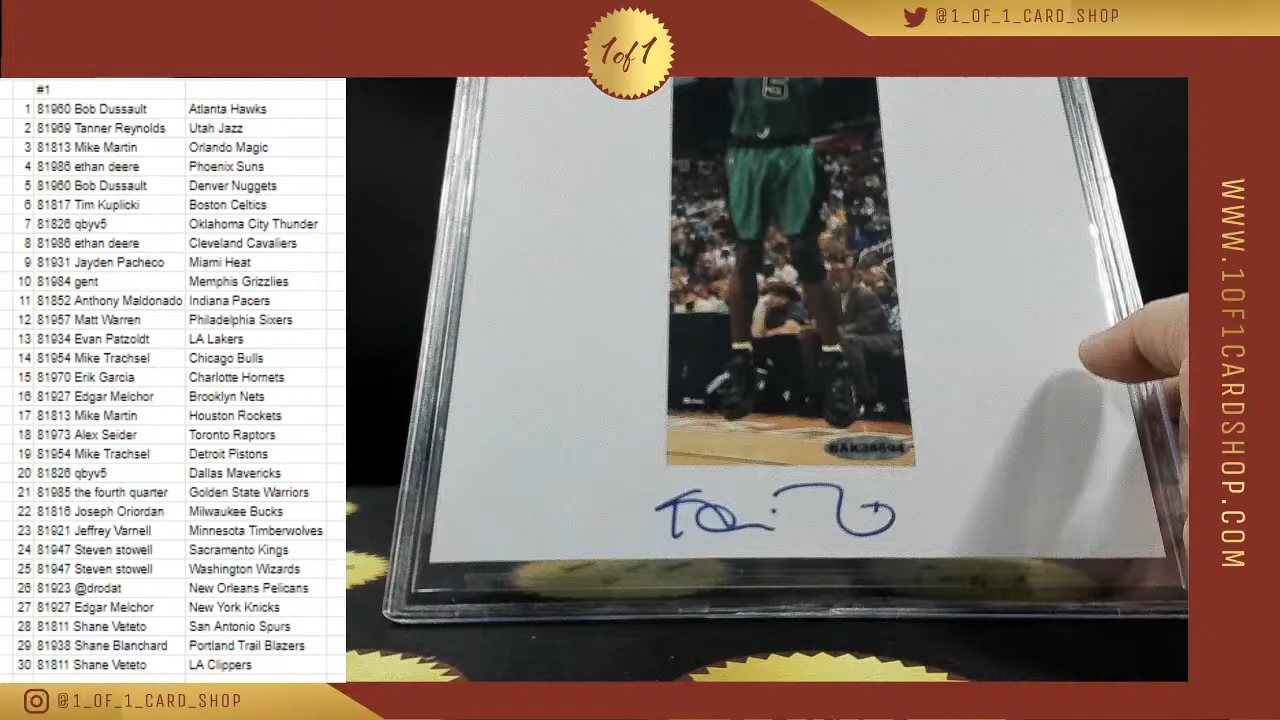 @1_OF_1_CARD_SHOP
1of1
#1
1 81960 Bob Dussault Atlanta Hawks
2 81969 Tanner Reynolds Utah Jazz
3 81813 Mike Martin Orlando Magic
4 81986 ethan deere Phoenix Suns
5 81960 Bob Dussault Denver Nuggets
6 81817 Tim Kuplicki Boston Celtics
7 81826 qbyv5 Oklahoma City Thunder
8 81986 ethan deere Cleveland Cavaliers
9 81931 Jayden Pacheco Miami Heat
10 81984 gent Memphis Grizzlies
11 81852 Anthony Maldonado Indiana Pacers
12 81957 Matt Warren Philadelphia Sixers
13 81934 Evan Patzoldt LA Lakers
14 81954 Mike Trachsel Chicago Bulls
15 81970 Erik Garcia Charlotte Hornets
16 81927 Edgar Melchor Brooklyn Nets
17 81813 Mike Martin Houston Rockets
18 81973 Alex Seider Toronto Raptors
19 81954 Mike Trachsel Detroit Pistons
20 81826 qbyv5 Dallas Mavericks
21 81985 the fourth quarter Golden State Warriors
22 81816 Joseph Oriordan Milwaukee Bucks
23 81921 Jeffrey Varnell Minnesota Timberwolves
24 81947 Steven stowell Sacramento Kings
25 81947 Steven stowell Washington Wizards
26 81923 @drodat New Orleans Pelicans
27 81927 Edgar Melchor New York Knicks
28 81811 Shane Veteto San Antonio Spurs
29 81938 Shane Blanchard Portland Trail Blazers
30 81811 Shane Veteto LA Clippers
WWW.1OF1CARDSHOP.COM
@1_OF_1_CARD_SHOP